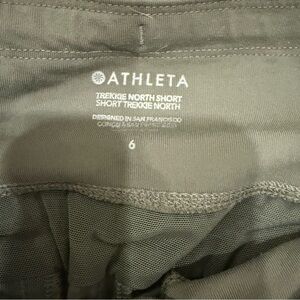 ATHLETA
TREKKIE NORTH SHORT
SHORT TREKKIE NORTH
DESIGNED IN SAN FRANCISCO
6